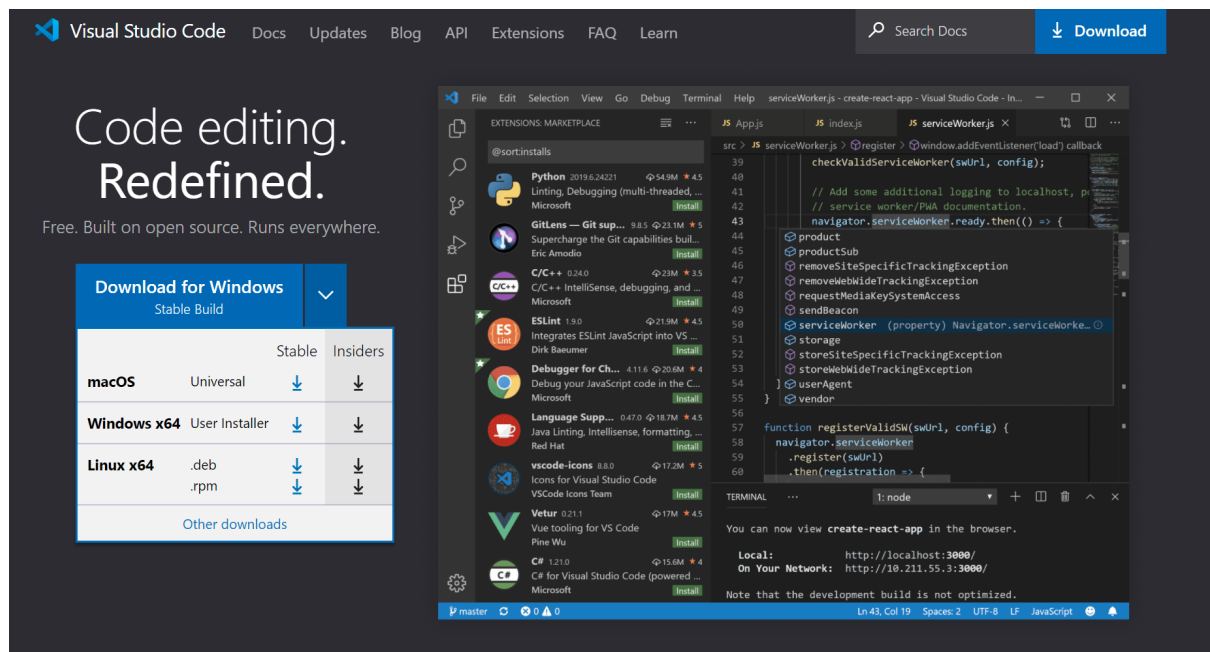 Visual Studio Code Docs Updates Blog API Extensions FAQ Learn Search Docs Download
Code editing.
Redefined.
Free. Built on open source. Runs everywhere.
Download for Windows
Stable Build
Stable Insiders
macOS Universal
Windows x64 User Installer
Linux x64 .deb
.rpm
Other downloads
File Edit Selection View Go Debug Terminal Help serviceWorker.js - create-react-app - Visual Studio Code - In...
EXTENSIONS: MARKETPLACE ...
@sort:installs
Python 2019.6.24221 54.9M ★ 4.5
Linting, Debugging (multi-threaded, ...
Microsoft Install
GitLens — Git sup... 9.8.5 23.1M ★ 5
Supercharge the Git capabilities buil...
Eric Amodio Install
C/C++
C/C++ 0.24.0 23M ★ 3.5
C/C++ IntelliSense, debugging, and ...
Microsoft Install
ES
Lint
ESLint 1.9.0 21.9M ★ 4.5
Integrates ESLint JavaScript into VS ...
Dirk Baeumer Install
Debugger for Ch... 4.11.6 20.6M ★ 4
Debug your JavaScript code in the C...
Microsoft Install
Language Supp... 0.47.0 18.7M ★ 4.5
Java Linting, Intellisense, formatting, ...
Red Hat Install
vscode-icons 8.8.0 17.2M ★ 5
Icons for Visual Studio Code
VSCode Icons Team Install
Vetur 0.21.1 17M ★ 4.5
Vue tooling for VS Code
Pine Wu Install
C#
C# 1.21.0 15.6M ★ 4
C# for Visual Studio Code (powered ...
Microsoft Install
JS App.js JS index.js JS serviceWorker.js ...
src > JS serviceWorker.js > register > window.addEventListener('load') callback
39 checkValidServiceWorker(swUrl, config);
40
41 // Add some additional logging to localhost, po
42 // service worker/PWA documentation.
43 navigator.serviceWorker.ready.then(() => {
44 product
45 productSub
46 removeSiteSpecificTrackingException
47 removeWebWideTrackingException
48 requestMediaKeySystemAccess
49 sendBeacon
50 serviceWorker (property) Navigator.serviceWorke...
51 storage
52 storeSiteSpecificTrackingException
53 storeWebWideTrackingException
54 } userAgent
55 } vendor
56
57 function registerValidSW(swUrl, config) {
58 navigator.serviceWorker
59 .register(swUrl)
60 .then(registration => {
TERMINAL ... 1: node
You can now view create-react-app in the browser.
Local: http://localhost:3000/
On Your Network: http://10.211.55.3:3000/
Note that the development build is not optimized.
master 0 0 Ln 43, Col 19 Spaces: 2 UTF-8 LF JavaScript